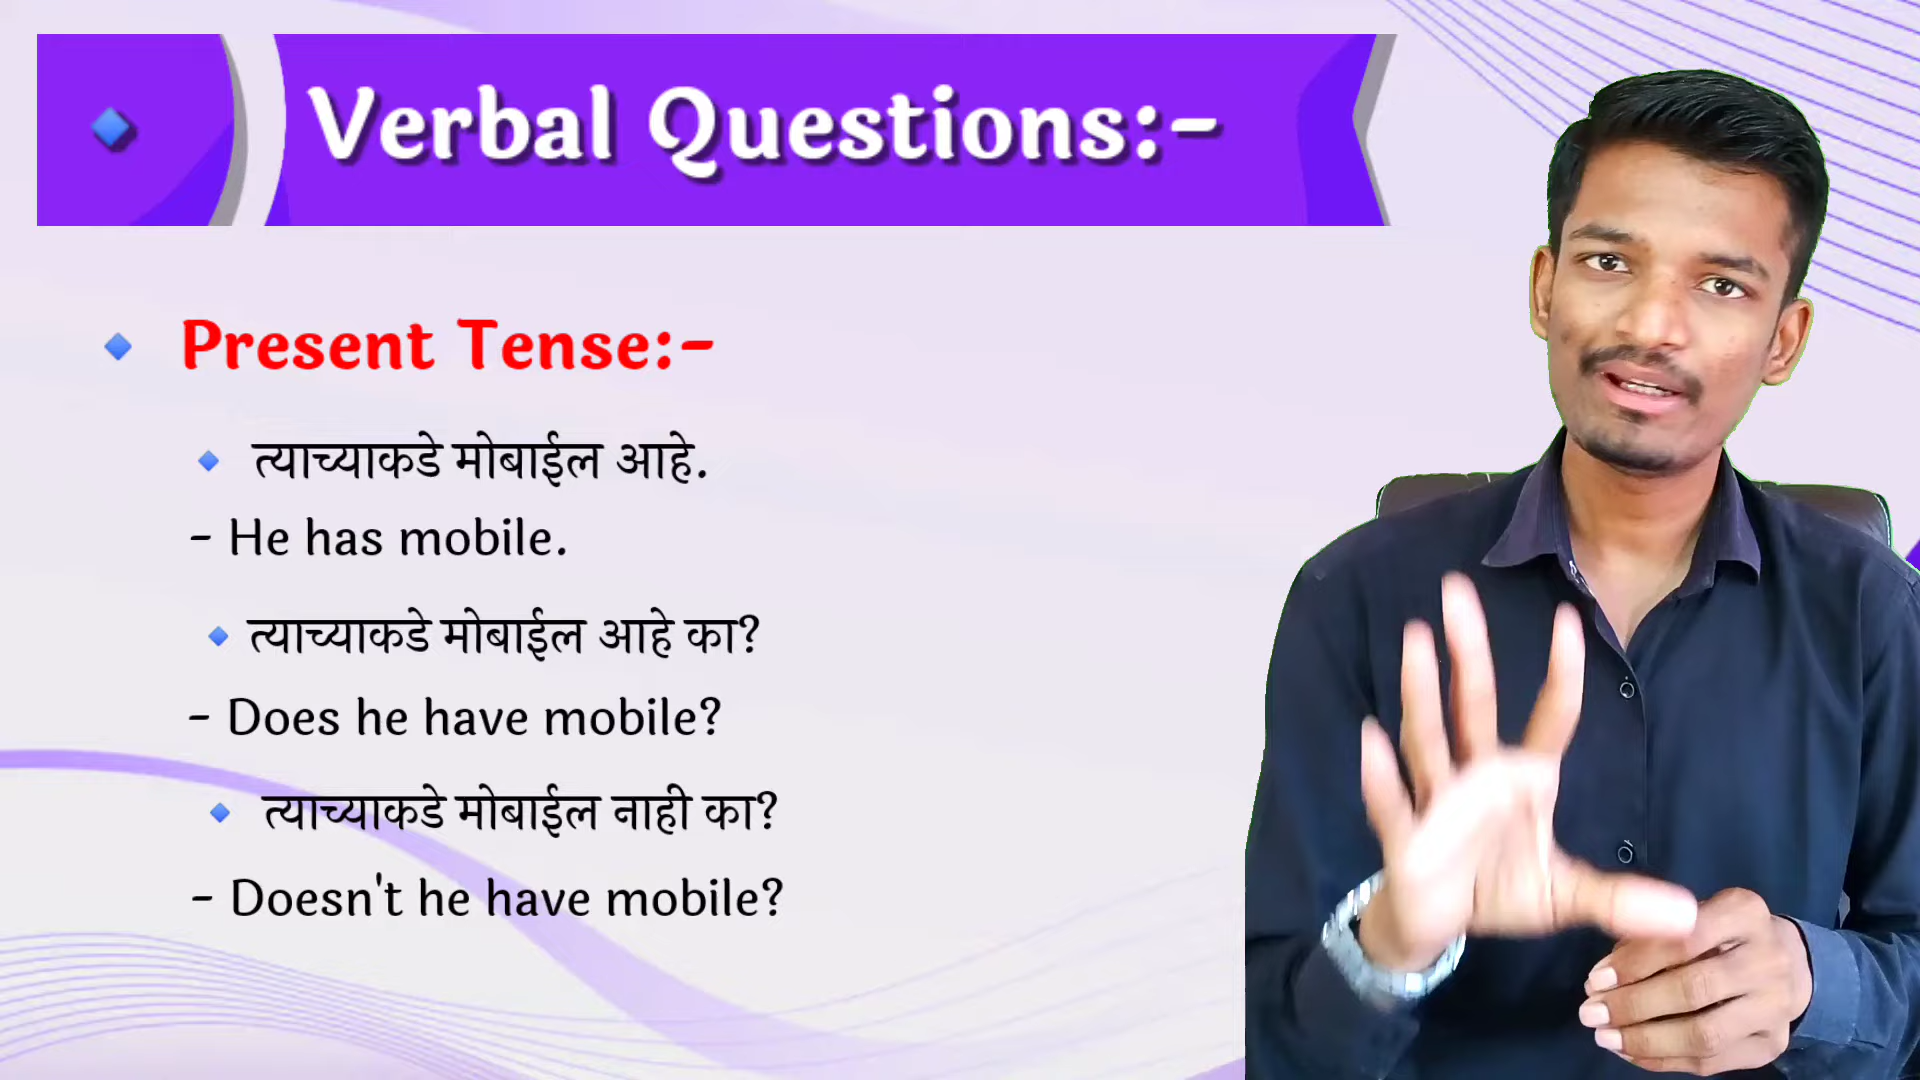 Verbal Questions:-
Present Tense:-
त्याच्याकडे मोबाईल आहे.
- He has mobile.
त्याच्याकडे मोबाईल आहे का?
- Does he have mobile?
त्याच्याकडे मोबाईल नाही का?
- Doesn't he have mobile?